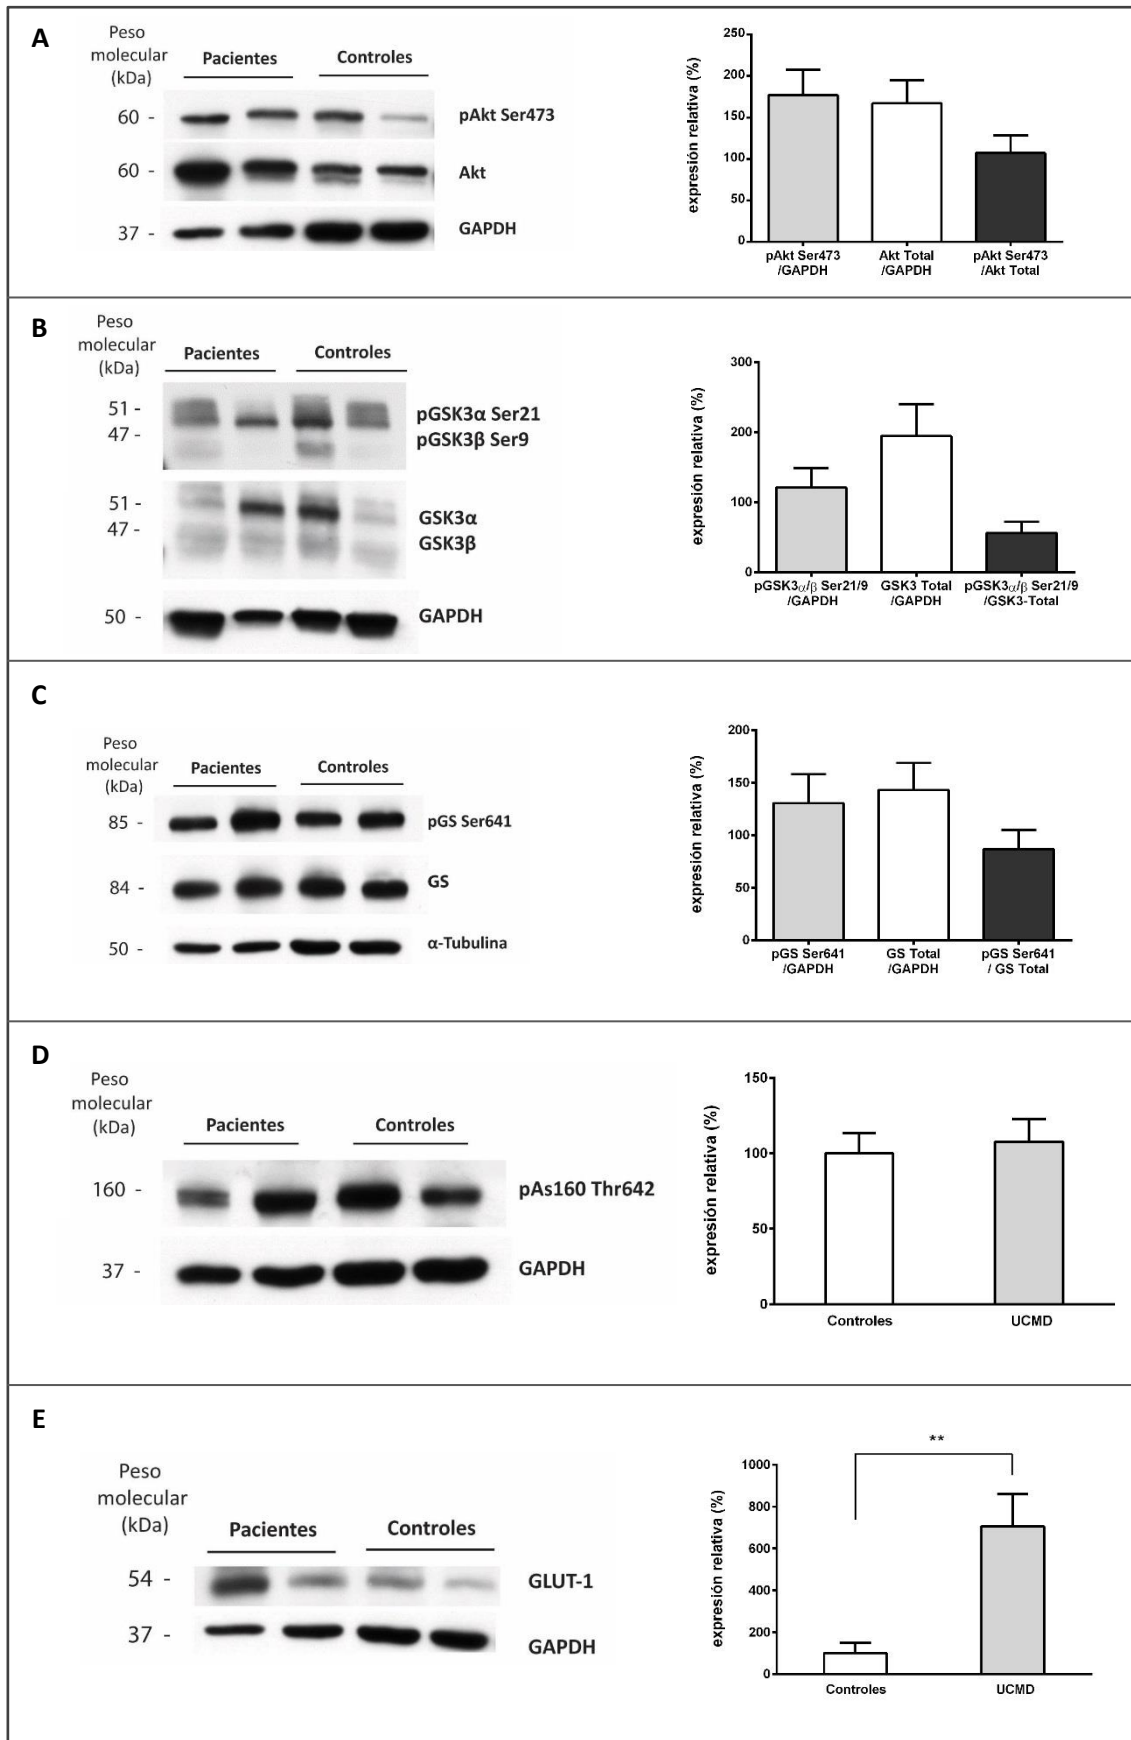 A
Peso
molecular
(kDa)
Pacientes
Controles
60 -
pAkt Ser473
60 -
Akt
37 -
GAPDH
expresión relativa (%)
250
200
150
100
50
0
pAkt Ser473
/GAPDH
Akt Total
/GAPDH
pAkt Ser473
/Akt Total
B
Peso
molecular
(kDa)
Pacientes
Controles
51 -
47 -
pGSK3α Ser21
pGSK3β Ser9
51 -
47 -
GSK3α
GSK3β
50 -
GAPDH
expresión relativa (%)
300
200
100
0
pGSK3α/β Ser21/9
/GAPDH
GSK3 Total
/GAPDH
pGSK3α/β Ser21/9
/GSK3-Total
C
Peso
molecular
(kDa)
Pacientes
Controles
85 -
pGS Ser641
84 -
GS
50 -
α-Tubulina
expresión relativa (%)
200
150
100
50
0
pGS Ser641
/GAPDH
GS Total
/GAPDH
pGS Ser641
/ GS Total
D
Peso
molecular
(kDa)
Pacientes
Controles
160 -
pAs160 Thr642
37 -
GAPDH
expresión relativa (%)
150
100
50
0
Controles
UCMD
E
Peso
molecular
(kDa)
Pacientes
Controles
54 -
GLUT-1
37 -
GAPDH
expresión relativa (%)
1000
800
600
400
200
0
**
Controles
UCMD